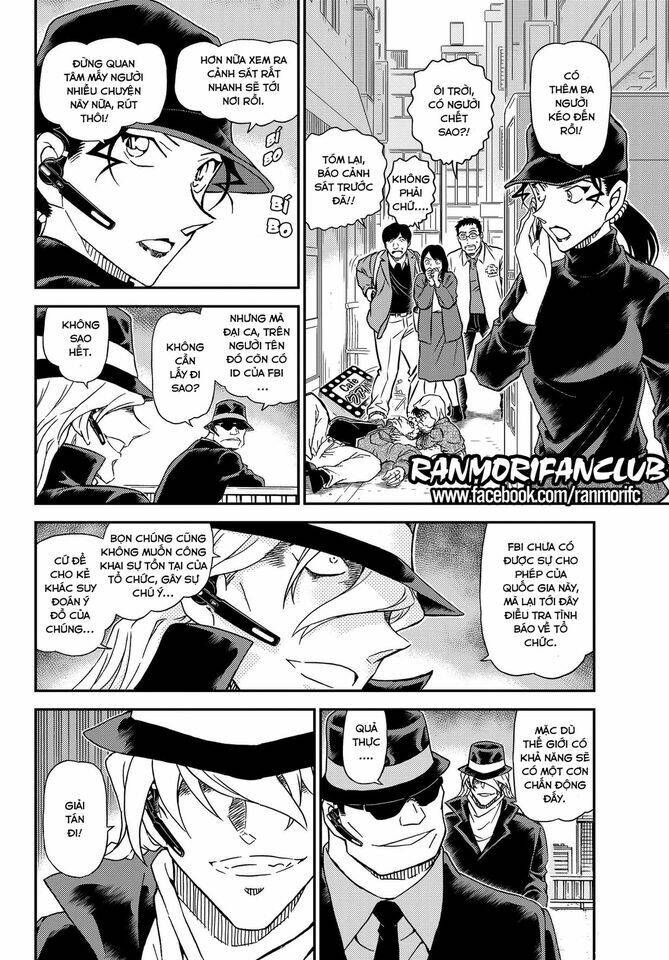 CÓ
THÊM BA
NGƯỜI
KÉO ĐẾN
RỒI!
ÔI TRỜI,
CÓ NGƯỜI
CHẾT
SAO?!
KHÔNG
PHẢI
CHỨ....
TÓM LẠI,
BÁO CẢNH
SÁT TRƯỚC
ĐÃ!!
HƠN NỮA XEM RA
CẢNH SÁT RẤT
NHANH SẼ TỚI
NƠI RỒI.
ĐỪNG QUAN
TÂM MẤY NGƯỜI
NHIỀU CHUYỆN
NÀY NỮA, RÚT
THÔI!
BÍ
BO
BÍ
BO
Cafe
RANMORIFANCLUB
www.facebook.com/ranmorifc
NHƯNG MÀ
ĐẠI CA, TRÊN
NGƯỜI TÊN
ĐÓ CÒN CÓ
ID CỦA FBI
...
KHÔNG
CẦN
LẤY ĐI
SAO?
KHÔNG
SAO
HẾT.
FBI CHƯA CÓ
ĐƯỢC SỰ CHO
PHÉP CỦA
QUỐC GIA NÀY,
MÀ LẠI TỚI ĐÂY
ĐIỀU TRA TÌNH
BÁO VỀ TỔ
CHỨC.
BỌN CHÚNG CŨNG
KHÔNG MUỐN CÔNG
KHAI SỰ TỒN TẠI CỦA
TỔ CHỨC, GÂY SỰ
CHÚ Ý...
CỨ ĐỂ
CHO KẺ
KHÁC SUY
ĐOÁN Ý
ĐỒ CỦA
CHÚNG...
MẶC DÙ
THẾ GIỚI CÓ
KHẢ NĂNG SẼ
CÓ MỘT CƠN
CHẤN ĐỘNG
ĐẤY.
QUẢ
THỰC
....
GIẢI
TÁN
ĐI!